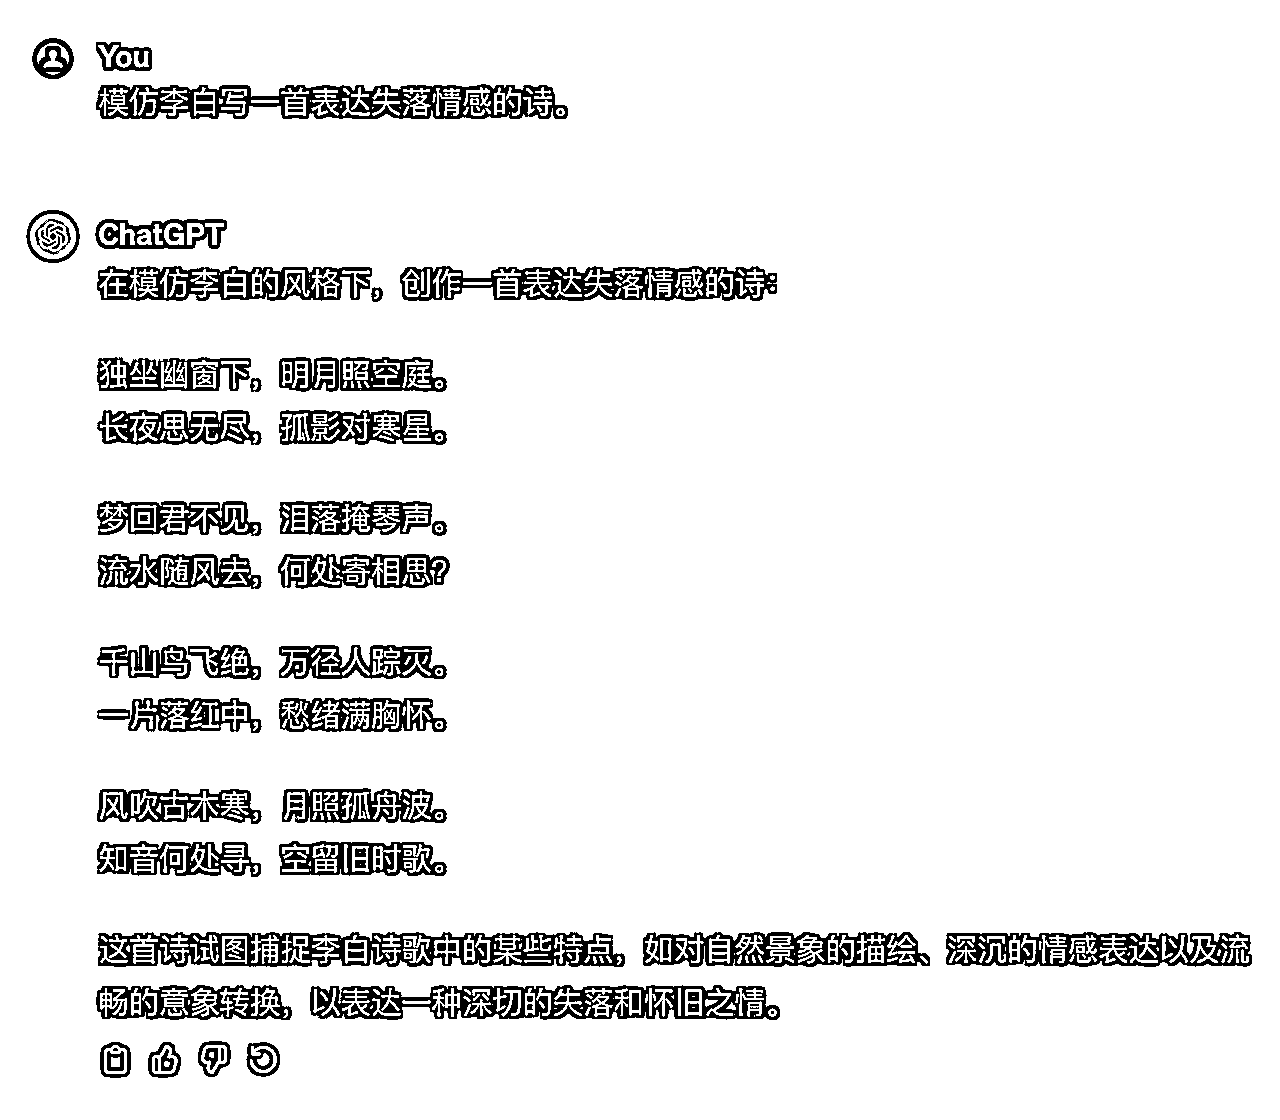 You
模仿李白写一首表达失落情感的诗。
ChatGPT
在模仿李白的风格下，创作一首表达失落情感的诗：
独坐幽窗下，明月照空庭。
长夜思无尽，孤影对寒星。
梦回君不见，泪落掩琴声。
流水随风去，何处寄相思？
千山鸟飞绝，万径人踪灭。
一片落红中，愁绪满胸怀。
风吹古木寒，月照孤舟波。
知音何处寻，空留旧时歌。
这首诗试图捕捉李白诗歌中的某些特点，如对自然景象的描绘、深沉的情感表达以及流
畅的意象转换，以表达一种深切的失落和怀旧之情。